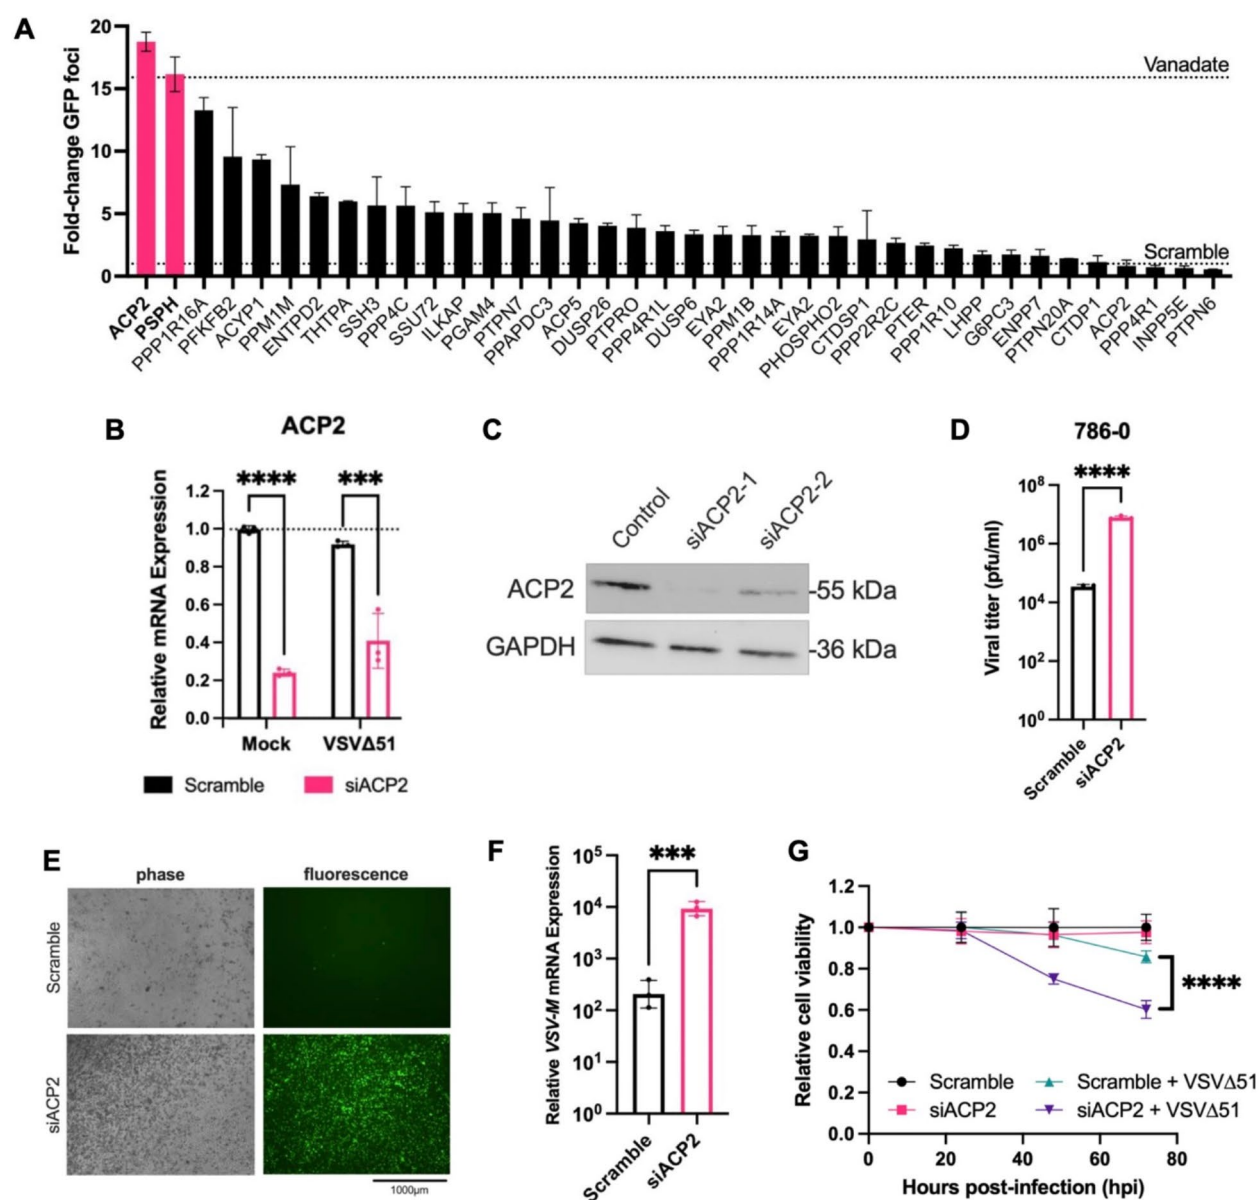 A
20
15
10
5
0
Fold-change GFP foci
Vanadate
Scramble
ACP2
PSPH
PPP1R16A
PFKFB2
ACYP1
PPM1M
ENTPD2
THTPA
SSH3
PPP4C
SSU72
ILKAP
PGAM4
PTPN7
PPAPDC3
ACP5
DUSP26
PTPRO
PPP4R1L
DUSP6
EYA2
PPM1B
PPP1R14A
EYA2
PHOSPHO2
CTDSP1
PPP2R2C
PTER
PPP1R10
LHPP
G6PC3
ENPP7
PTPN20A
CTDP1
ACP2
PPP4R1
INPP5E
PTPN6
B
ACP2
Relative mRNA Expression
1.2
1.0
0.8
0.6
0.4
0.2
0.0
**** ***
Mock VSVΔ51
Scramble siACP2
C
Control
siACP2-1
siACP2-2
ACP2 -55 kDa
GAPDH -36 kDa
D
786-0
****
Viral titer (pfu/ml)
10⁸
10⁶
10⁴
10²
10⁰
Scramble
siACP2
E
phase fluorescence
Scramble
siACP2
1000μm
F
***
Relative VSV-M mRNA Expression
10⁵
10⁴
10³
10²
10¹
10⁰
Scramble
siACP2
G
Relative cell viability
1.2
1.0
0.8
0.6
0.4
0.2
0.0
****
Scramble Scramble + VSVΔ51
siACP2 siACP2 + VSVΔ51
0 20 40 60 80
Hours post-infection (hpi)